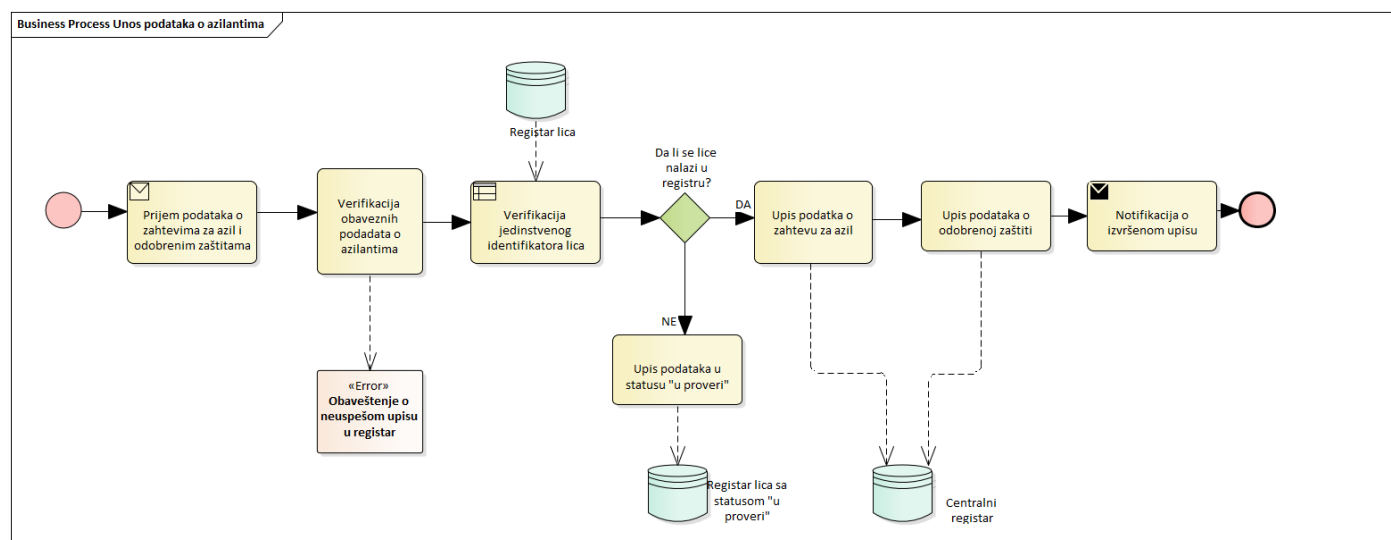 Business Process Unos podataka o azilantima
Registar lica
Da li se lice
nalazi u
registru?
Prijem podataka o
zahtevima za azil i
odobrenim zaštitama
Verifikacija
obaveznih
podadata o
azilantima
Verifikacija
jedinstvenog
identifikatora lica
DA
Upis podatka o
zahtevu za azil
Upis podataka o
odobrenoj zaštiti
Notifikacija o
izvršenom upisu
NE
Upis podataka u
statusu "u proveri"
«Error»
Obaveštenje o
neuspešom upisu
u registar
Registar lica sa
statusom "u
proveri"
Centralni
registar